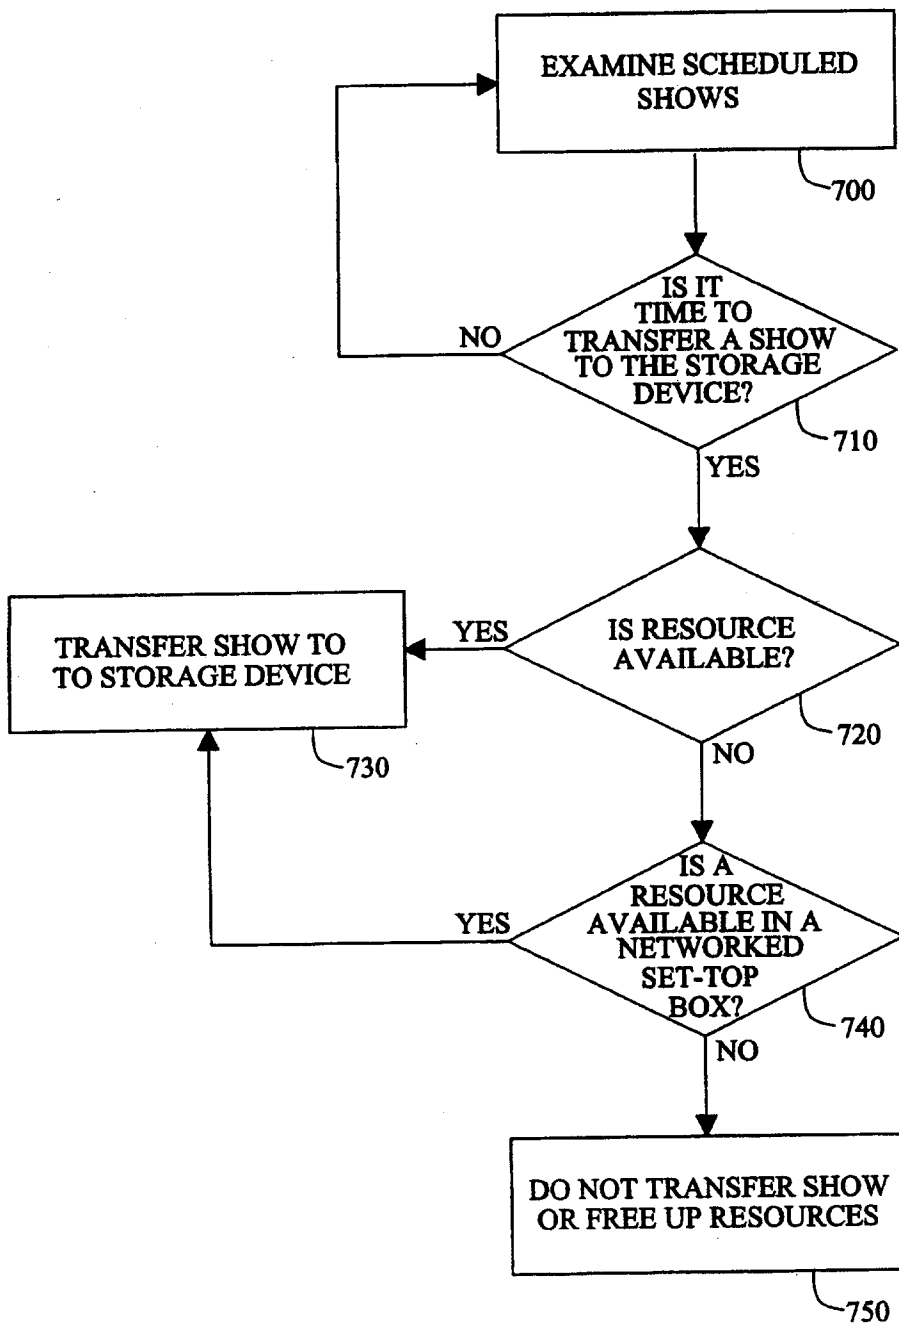 EXAMINE SCHEDULED
SHOWS
700
IS IT
TIME TO
TRANSFER A SHOW
TO THE STORAGE
DEVICE?
NO
710
YES
IS RESOURCE
AVAILABLE?
YES
720
NO
TRANSFER SHOW TO
TO STORAGE DEVICE
730
IS A
RESOURCE
AVAILABLE IN A
NETWORKED
SET-TOP
BOX?
YES
740
NO
DO NOT TRANSFER SHOW
OR FREE UP RESOURCES
750